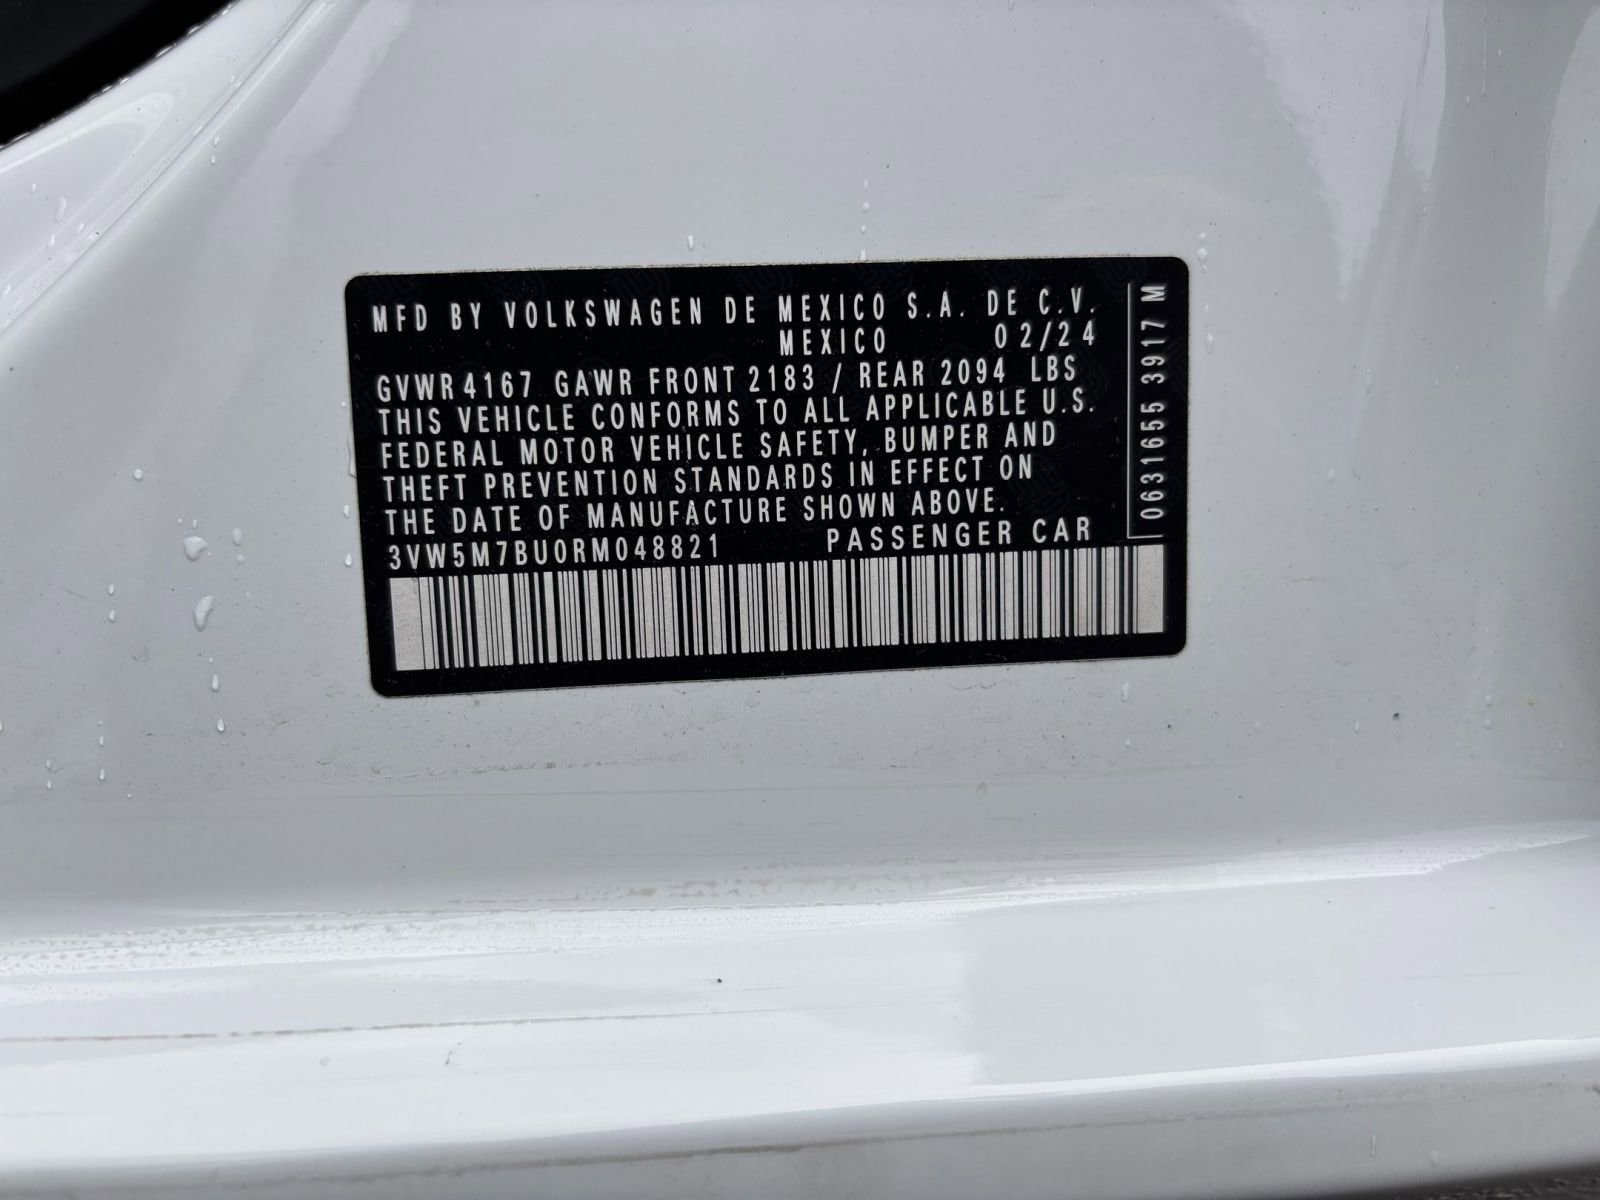 MFD BY VOLKSWAGEN DE MEXICO S.A. DE C.V.
MEXICO 02/24
GVWR 4167 GAWR FRONT 2183 / REAR 2094 LBS
THIS VEHICLE CONFORMS TO ALL APPLICABLE U.S.
FEDERAL MOTOR VEHICLE SAFETY, BUMPER AND
THEFT PREVENTION STANDARDS IN EFFECT ON
THE DATE OF MANUFACTURE SHOWN ABOVE.
3VW5M7BU0RM048821 PASSENGER CAR
0631655 3917 M